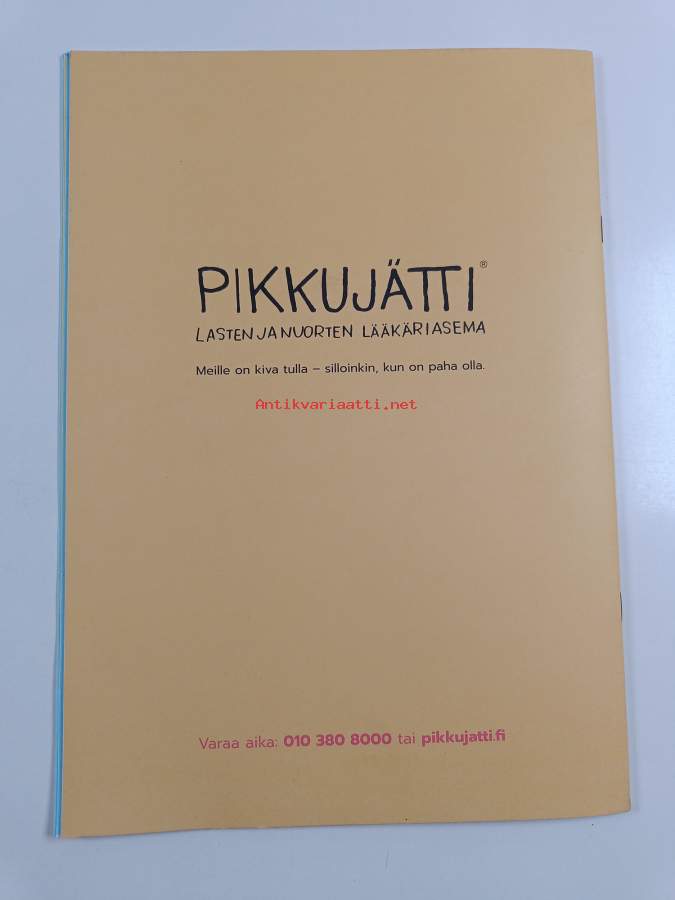 PIKKUJÄTTI®
LASTEN JA NUORTEN LÄÄKÄRIASEMA
Meille on kiva tulla – silloinkin, kun on paha olla.
Antikvariaatti.net
Varaa aika: 010 380 8000 tai pikkujatti.fi